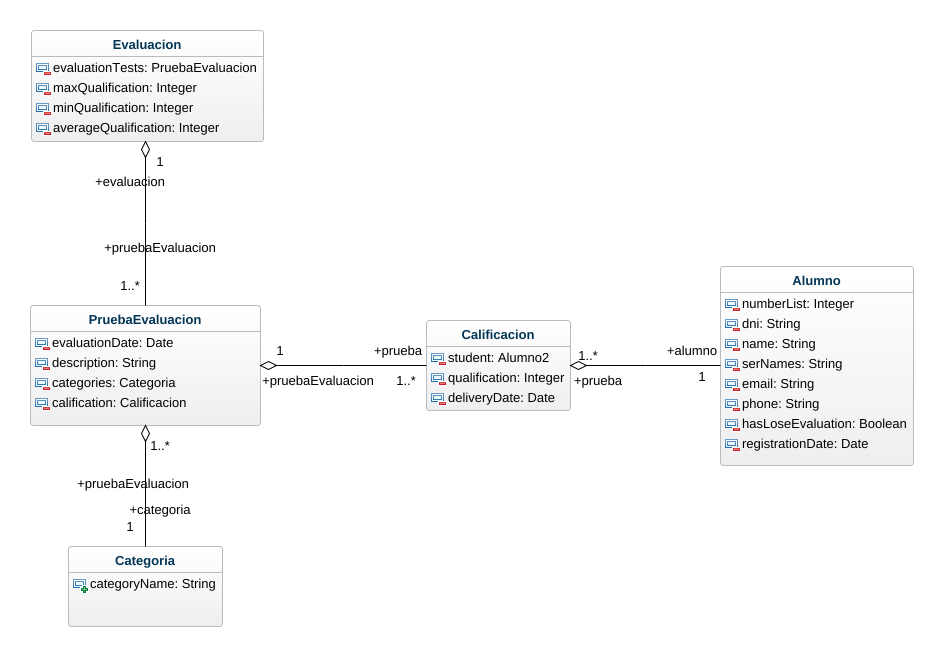 Evaluacion
evaluationTests: PruebaEvaluacion
maxQualification: Integer
minQualification: Integer
averageQualification: Integer
1
+evaluacion
+pruebaEvaluacion
1..*
PruebaEvaluacion
evaluationDate: Date
description: String
categories: Categoria
calification: Calificacion
1
+prueba
+pruebaEvaluacion
1..*
Calificacion
student: Alumno2
qualification: Integer
deliveryDate: Date
1..*
+alumno
+prueba
1
Alumno
numberList: Integer
dni: String
name: String
serNames: String
email: String
phone: String
hasLoseEvaluation: Boolean
registrationDate: Date
1..*
+pruebaEvaluacion
+categoria
1
Categoria
categoryName: String